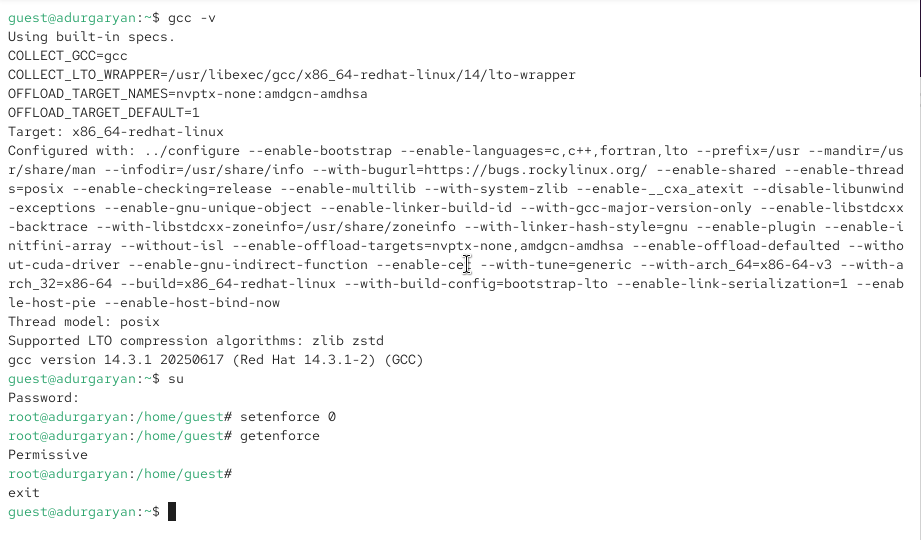 guest@adurgaryan:~$ gcc -v
Using built-in specs.
COLLECT_GCC=gcc
COLLECT_LTO_WRAPPER=/usr/libexec/gcc/x86_64-redhat-linux/14/lto-wrapper
OFFLOAD_TARGET_NAMES=nvptx-none:amdgcn-amdhsa
OFFLOAD_TARGET_DEFAULT=1
Target: x86_64-redhat-linux
Configured with: ../configure --enable-bootstrap --enable-languages=c,c++,fortran,lto --prefix=/usr --mandir=/us
r/share/man --infodir=/usr/share/info --with-bugurl=https://bugs.rockylinux.org/ --enable-shared --enable-thread
s=posix --enable-checking=release --enable-multilib --with-system-zlib --enable-__cxa_atexit --disable-libunwind
-exceptions --enable-gnu-unique-object --enable-linker-build-id --with-gcc-major-version-only --enable-libstdcxx
-backtrace --with-libstdcxx-zoneinfo=/usr/share/zoneinfo --with-linker-hash-style=gnu --enable-plugin --enable-i
nitfini-array --without-isl --enable-offload-targets=nvptx-none,amdgcn-amdhsa --enable-offload-defaulted --witho
ut-cuda-driver --enable-gnu-indirect-function --enable-cet --with-tune=generic --with-arch_64=x86-64-v3 --with-a
rch_32=x86-64 --build=x86_64-redhat-linux --with-build-config=bootstrap-lto --enable-link-serialization=1 --enab
le-host-pie --enable-host-bind-now
Thread model: posix
Supported LTO compression algorithms: zlib zstd
gcc version 14.3.1 20250617 (Red Hat 14.3.1-2) (GCC)
guest@adurgaryan:~$ su
Password:
root@adurgaryan:/home/guest# setenforce 0
root@adurgaryan:/home/guest# getenforce
Permissive
root@adurgaryan:/home/guest#
exit
guest@adurgaryan:~$